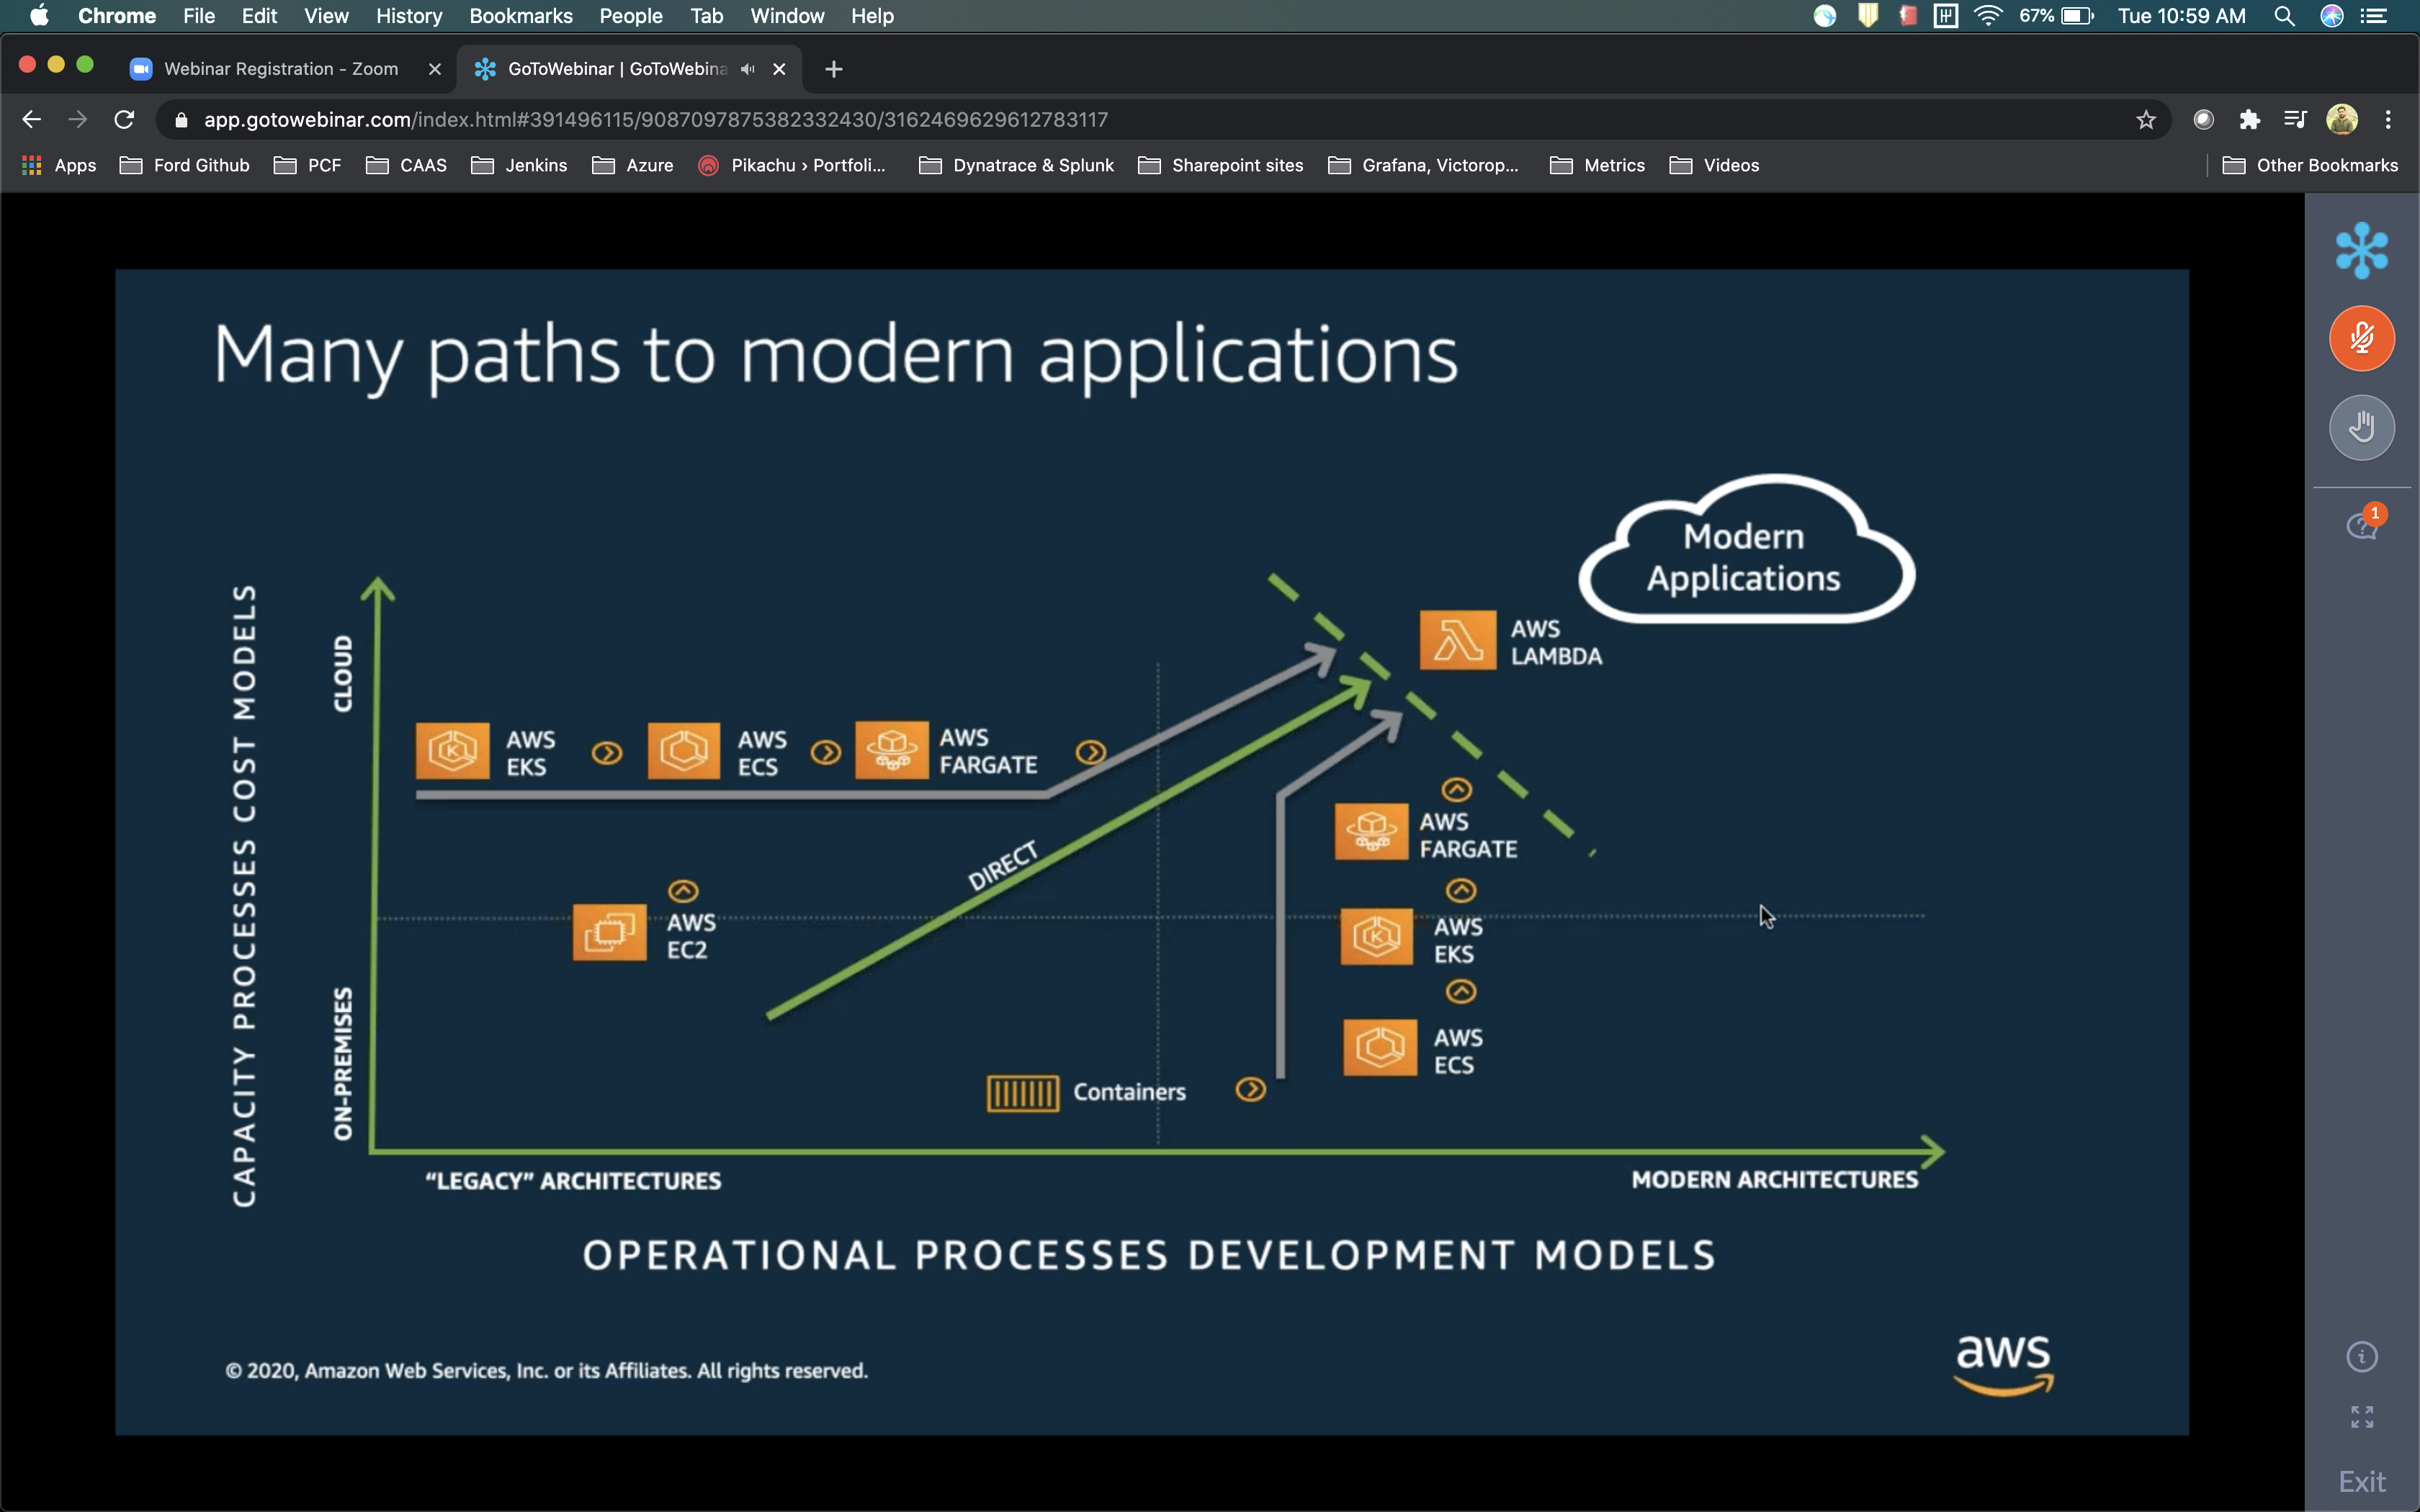 Chrome File Edit View History Bookmarks People Tab Window Help
67% Tue 10:59 AM
Webinar Registration - Zoom
GoToWebinar | GoToWebina
app.gotowebinar.com/index.html#391496115/9087097875382332430/3162469629612783117
Apps Ford Github PCF CAAS Jenkins Azure Pikachu › Portfoli... Dynatrace & Splunk Sharepoint sites Grafana, Victorop... Metrics Videos Other Bookmarks
Many paths to modern applications
Modern
Applications
CAPACITY PROCESSES COST MODELS
CLOUD
ON-PREMISES
AWS
LAMBDA
AWS
EKS
AWS
ECS
AWS
FARGATE
DIRECT
AWS
EC2
AWS
FARGATE
AWS
EKS
AWS
ECS
Containers
“LEGACY” ARCHITECTURES
MODERN ARCHITECTURES
OPERATIONAL PROCESSES DEVELOPMENT MODELS
© 2020, Amazon Web Services, Inc. or its Affiliates. All rights reserved.
aws
1
Exit